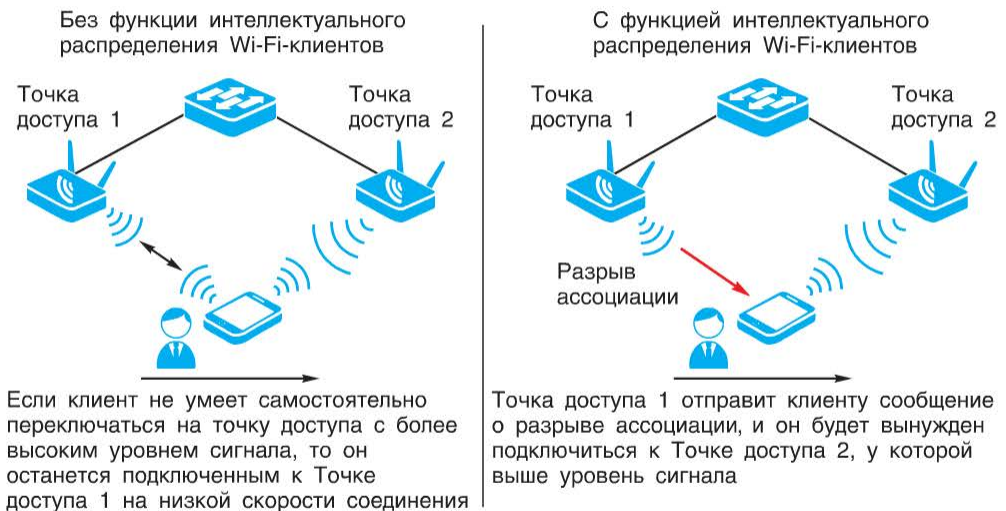 Без функции интеллектуального
распределения Wi-Fi-клиентов
Точка
доступа 1
Точка
доступа 2
Если клиент не умеет самостоятельно
переключаться на точку доступа с более
высоким уровнем сигнала, то он
останется подключенным к Точке
доступа 1 на низкой скорости соединения
С функцией интеллектуального
распределения Wi-Fi-клиентов
Точка
доступа 1
Точка
доступа 2
Разрыв
ассоциации
Точка доступа 1 отправит клиенту сообщение
о разрыве ассоциации, и он будет вынужден
подключиться к Точке доступа 2, у которой
выше уровень сигнала